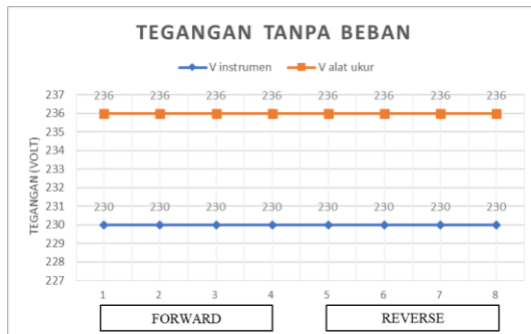 TEGANGAN TANPA BEBAN
V instrumen V alat ukur
TEGANGAN (VOLT)
237
236
235
234
233
232
231
230
229
228
227
236 236 236 236 236 236 236 236
230 230 230 230 230 230 230 230
1 2 3 4 5 6 7 8
FORWARD REVERSE